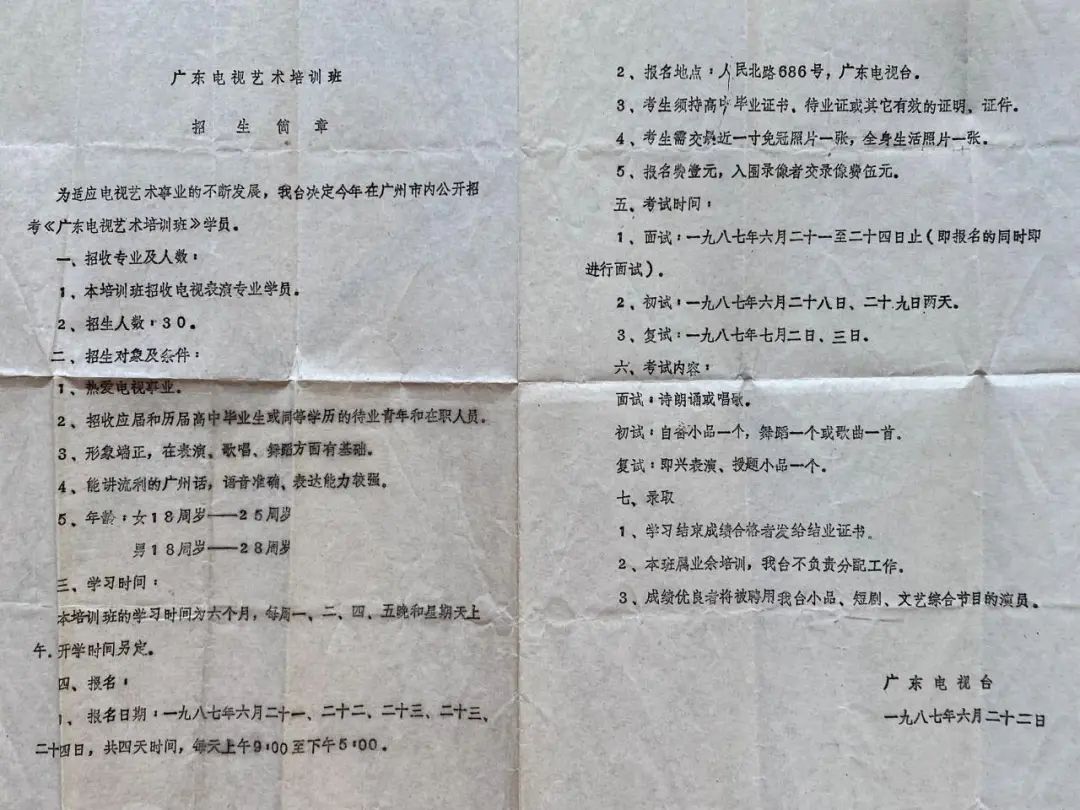 广东电视艺术培训班
招生简章
为适应电视艺术事业的不断发展，我台决定今年在广州市内公开招
考《广东电视艺术培训班》学员。
一、招收专业及人数：
1、本培训班招收电视表演专业学员。
2、招生人数：30。
二、招生对象及条件：
1、热爱电视事业。
2、招收应届和历届高中毕业生或同等学历的待业青年和在职人员。
3、形象端正，在表演、歌唱、舞蹈方面有基础。
4、能讲流利的广州话，语音准确、表达能力较强。
5、年龄：女18周岁——25周岁
男18周岁——28周岁
三、学习时间：
本培训班的学习时间为六个月，每周一、二、四、五晚和星期天上
午．开学时间另定。
四、报名：
1、报名日期：一九八七年六月二十一、二十二、二十三、二十三、
二十四日，共四天时间，每天上午9：00至下午5：00。
2、报名地点：人民北路686号，广东电视台。
3、考生须持高中毕业证书、待业证或其它有效的证明、证件。
4、考生需交最近一寸免冠照片一张，全身生活照片一张。
5、报名费壹元，入围录像者交录像费伍元。
五、考试时间：
1、面试：一九八七年六月二十一至二十四日止（即报名的同时即
进行面试）。
2、初试：一九八七年六月二十八日、二十九日两天。
3、复试：一九八七年七月二日、三日。
六、考试内容：
面试：诗朗诵或唱歌。
初试：自备小品一个，舞蹈一个或歌曲一首。
复试：即兴表演、授题小品一个。
七、录取
1、学习结束成绩合格者发给结业证书。
2、本班属业余培训，我台不负责分配工作。
3、成绩优良者将被聘用我台小品、短剧、文艺综合节目的演员。
广东电视台
一九八七年六月二十二日